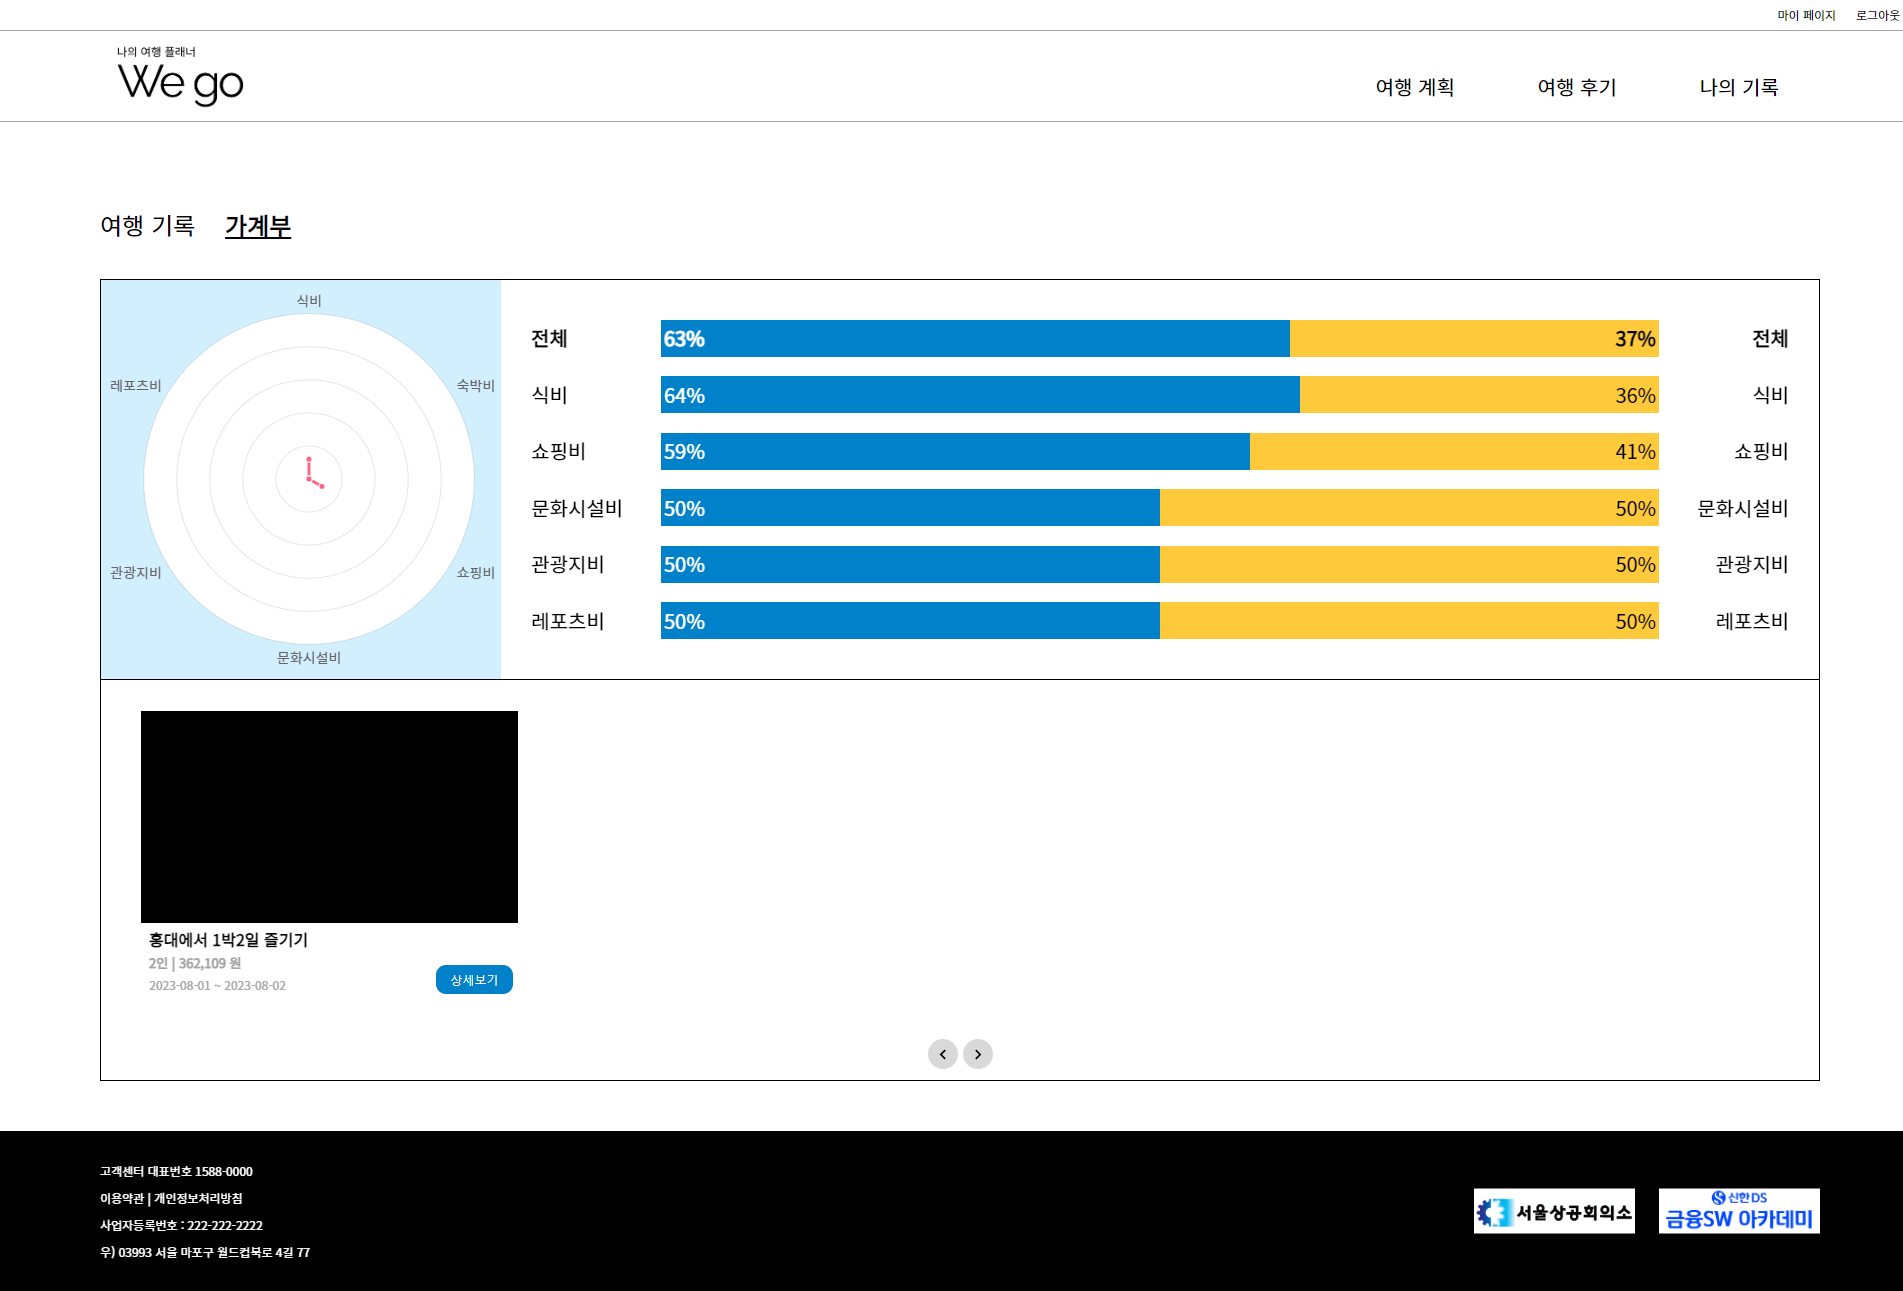 마이 페이지 로그아웃
나의 여행 플래너
We go
여행 계획 여행 후기 나의 기록
여행 기록 가계부
식비
레포츠비 숙박비
관광지비 쇼핑비
문화시설비
전체 63% 37% 전체
식비 64% 36% 식비
쇼핑비 59% 41% 쇼핑비
문화시설비 50% 50% 문화시설비
관광지비 50% 50% 관광지비
레포츠비 50% 50% 레포츠비
홍대에서 1박2일 즐기기
2인 | 362,109 원
2023-08-01 ~ 2023-08-02
상세보기
고객센터 대표번호 1588-0000
이용약관 | 개인정보처리방침
사업자등록번호 : 222-222-2222
우) 03993 서울 마포구 월드컵북로 4길 77
서울상공회의소
신한DS
금융SW 아카데미